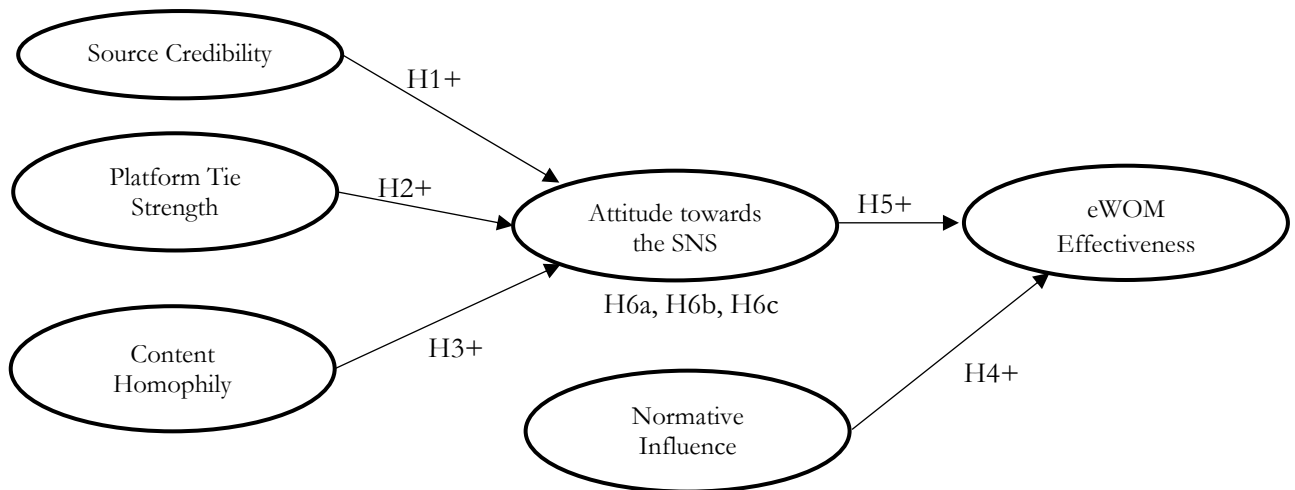 Source Credibility
H1+
Platform Tie
Strength
H2+
Attitude towards
the SNS
H5+
eWOM
Effectiveness
H6a, H6b, H6c
Content
Homophily
H3+
H4+
Normative
Influence